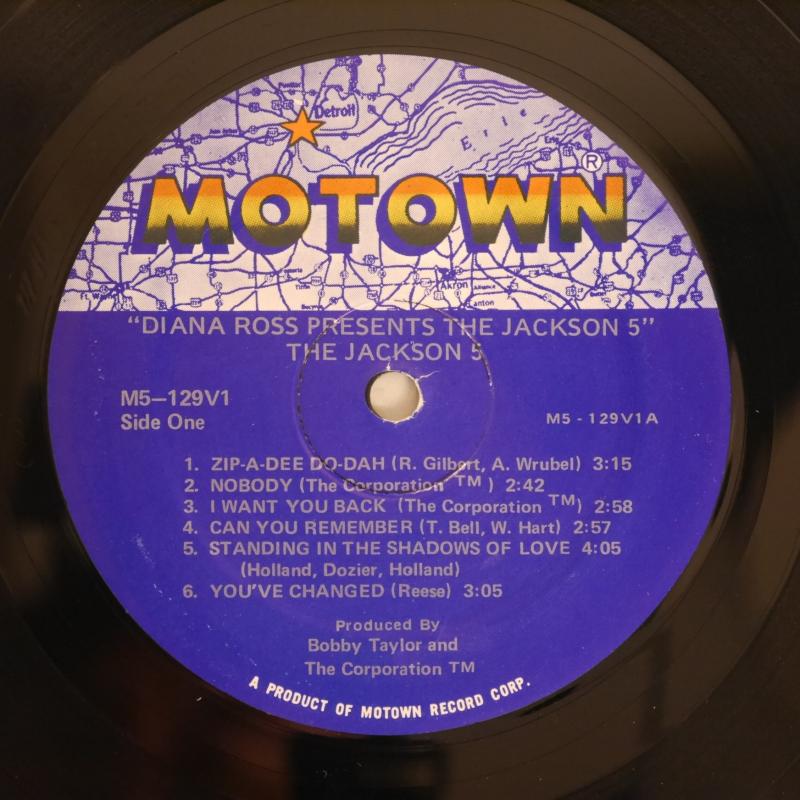 Detroit
Erie
Erie
MOTOWN®
Akron
Alliance
Canton
"DIANA ROSS PRESENTS THE JACKSON 5"
THE JACKSON 5
M5–129V1
Side One
M5 - 129V1A
1. ZIP-A-DEE DO-DAH (R. Gilbert, A. Wrubel) 3:15
2. NOBODY (The Corporation TM) 2:42
3. I WANT YOU BACK (The Corporation TM) 2:58
4. CAN YOU REMEMBER (T. Bell, W. Hart) 2:57
5. STANDING IN THE SHADOWS OF LOVE 4:05
(Holland, Dozier, Holland)
6. YOU'VE CHANGED (Reese) 3:05
Produced By
Bobby Taylor and
The Corporation TM
A PRODUCT OF MOTOWN RECORD CORP.